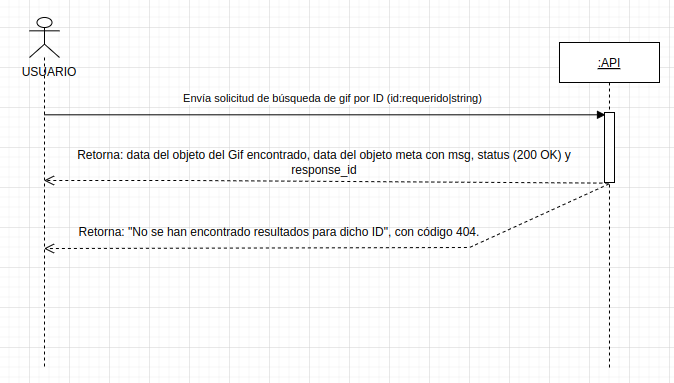 USUARIO
:API
Envía solicitud de búsqueda de gif por ID (id:requerido|string)
Retorna: data del objeto del Gif encontrado, data del objeto meta con msg, status (200 OK) y
response_id
Retorna: "No se han encontrado resultados para dicho ID", con código 404.